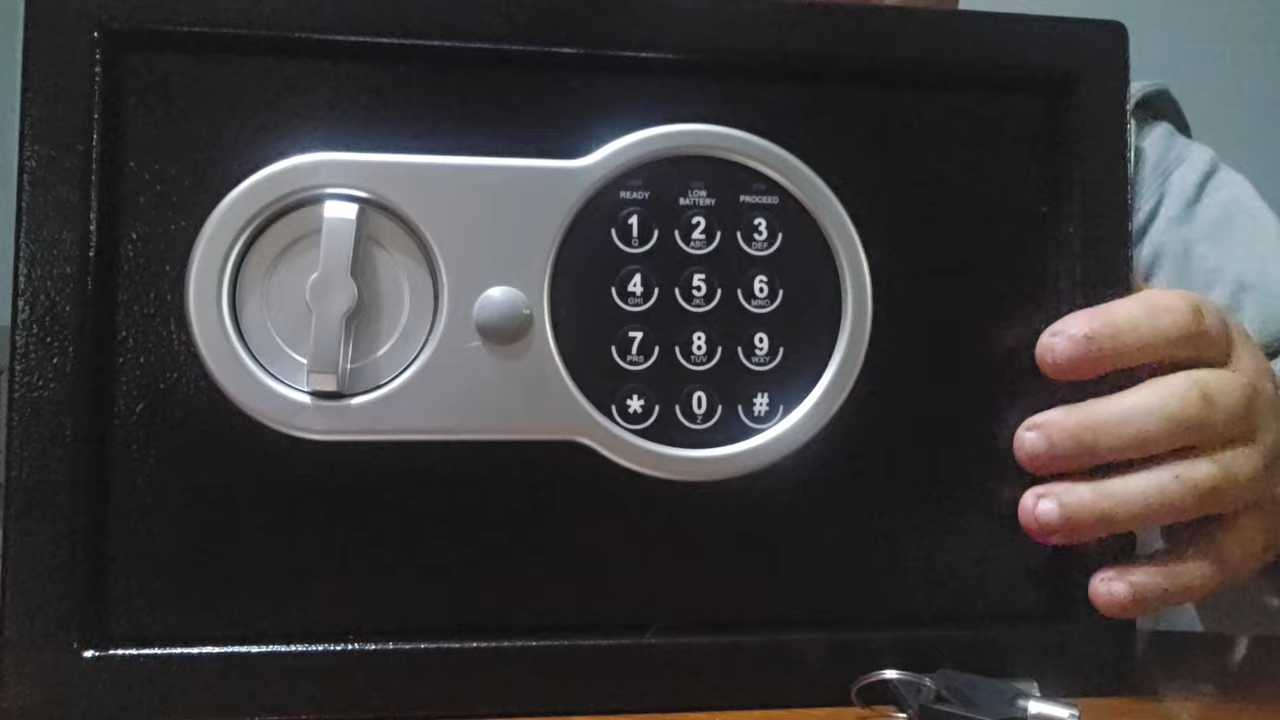 READY LOW BATTERY PROCEED
1 2 3
Q ABC DEF
4 5 6
GHI JKL MNO
7 8 9
PRS TUV WXY
* 0 #
Z